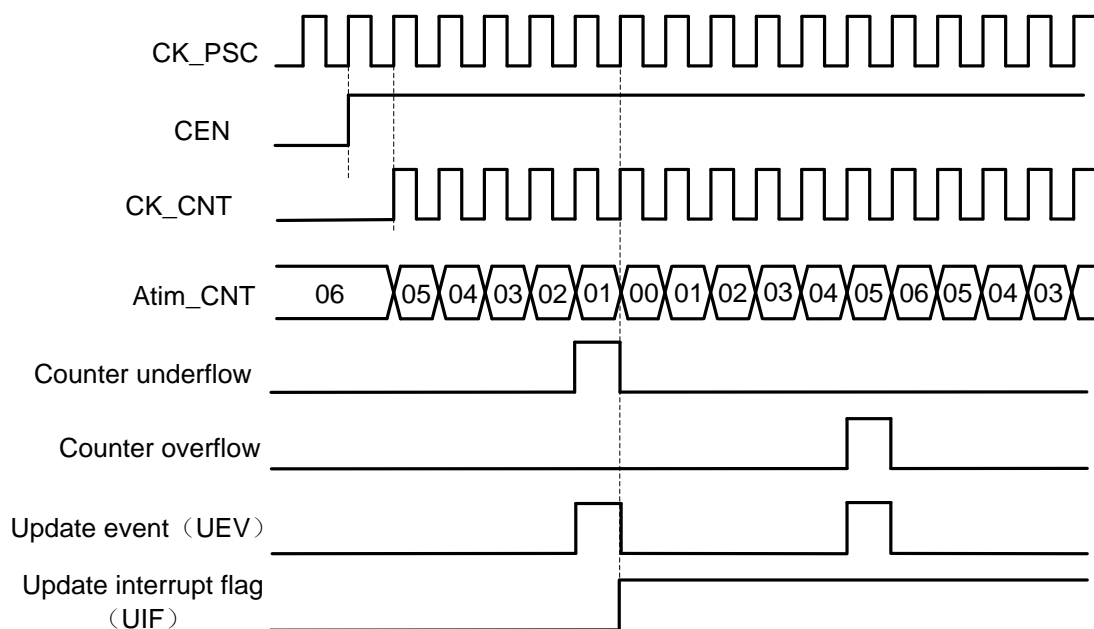 CK_PSC
CEN
CK_CNT
Atim_CNT 06 05 04 03 02 01 00 01 02 03 04 05 06 05 04 03
Counter underflow
Counter overflow
Update event（UEV）
Update interrupt flag
（UIF）